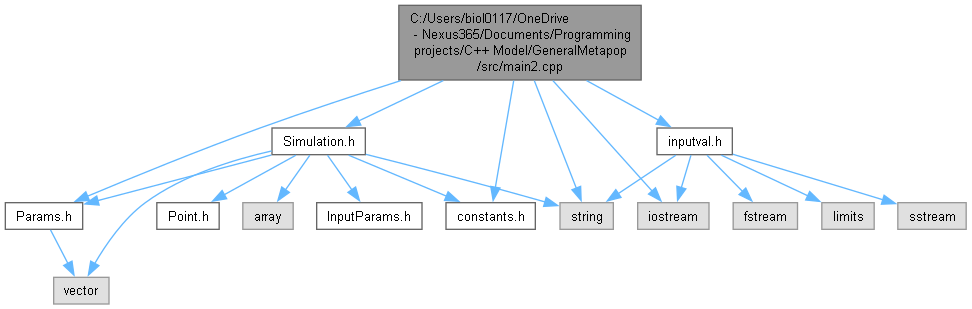 C:/Users/biol0117/OneDrive
- Nexus365/Documents/Programming
projects/C++ Model/GeneralMetapop
/src/main2.cpp
Simulation.h
inputval.h
Params.h
Point.h
array
InputParams.h
constants.h
string
iostream
fstream
limits
sstream
vector